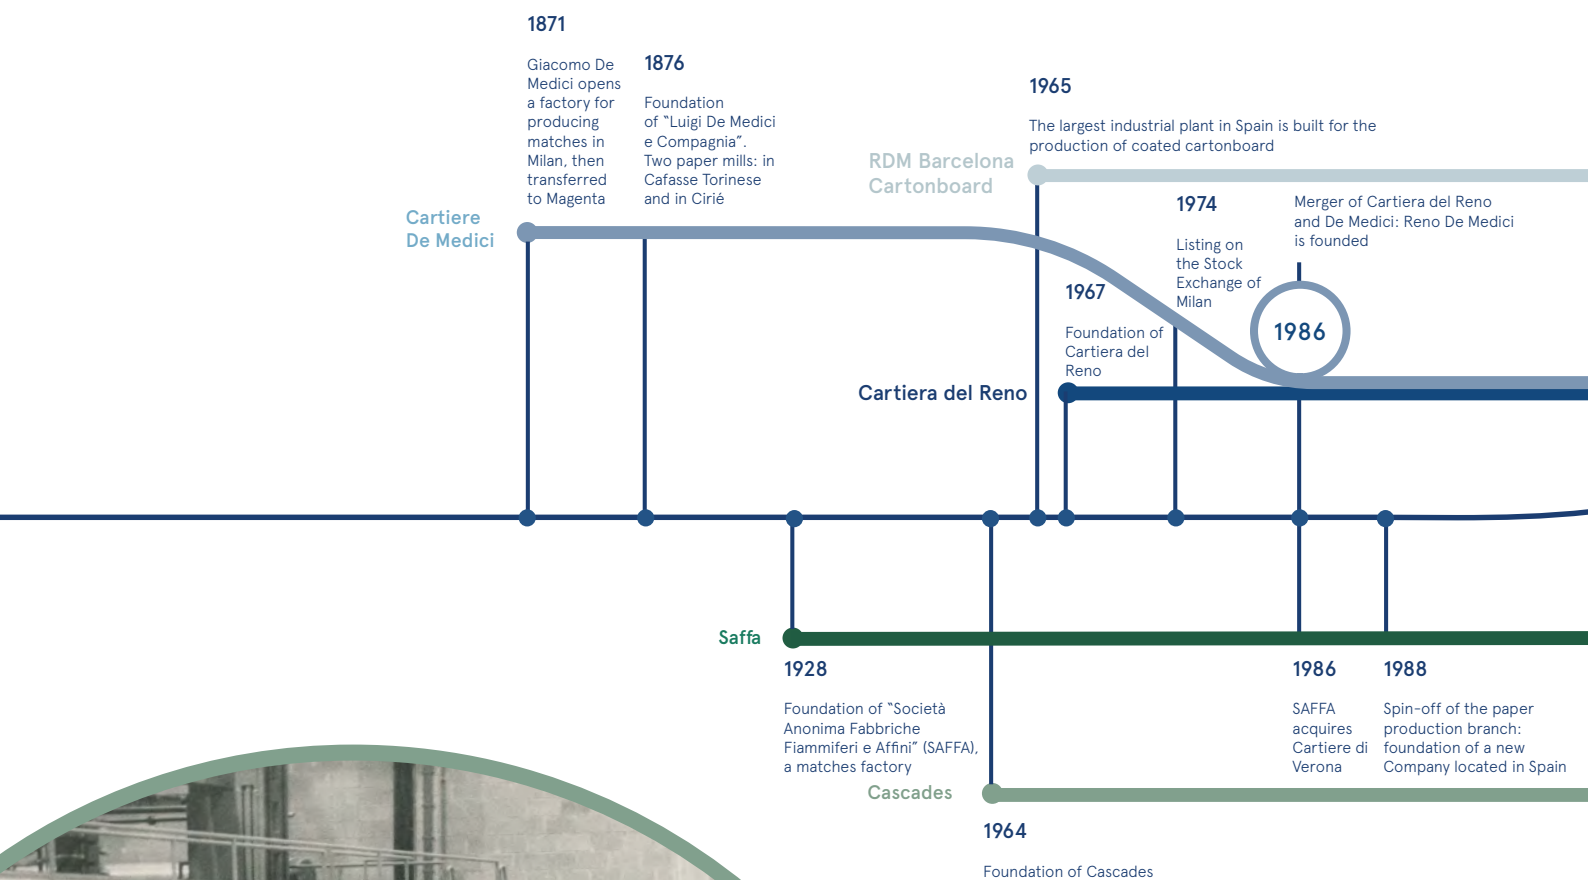 1871
Giacomo De
Medici opens
a factory for
producing
matches in
Milan, then
transferred
to Magenta
1876
Foundation
of “Luigi De Medici
e Compagnia”.
Two paper mills: in
Cafasse Torinese
and in Cirié
Cartiere
De Medici
1965
The largest industrial plant in Spain is built for the
production of coated cartonboard
RDM Barcelona
Cartonboard
1974
Listing on
the Stock
Exchange of
Milan
Merger of Cartiera del Reno
and De Medici: Reno De Medici
is founded
1986
1967
Foundation of
Cartiera del
Reno
Cartiera del Reno
Saffa
1928
Foundation of “Società
Anonima Fabbriche
Fiammiferi e Affini” (SAFFA),
a matches factory
1986
SAFFA
acquires
Cartiere di
Verona
1988
Spin-off of the paper
production branch:
foundation of a new
Company located in Spain
Cascades
1964
Foundation of Cascades